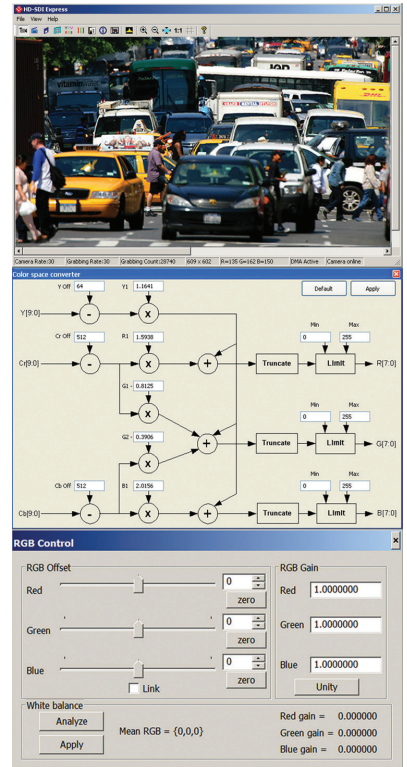 HD-SDI Express
File View Help
1:1
vitaminwater
DHL
Camera Rate:30 Grabbing Rate:30 Grabbing Count:28740 609 x 602 R=135 G=162 B=150 DMA Active Camera online
Color space converter
Y Off 64 Y1 1.1641 Default Apply
Y[9:0] - X
Cr Off 512 R1 1.5938 Min Max
0 255
Cr[9:0] - X + Truncate Limit R[7:0]
G1 - 0.8125
X
G2 - 0.3906 Min Max
0 255
X + Truncate Limit G[7:0]
Cb Off 512 B1 2.0156 Min Max
0 255
Cb[9:0] - X + Truncate Limit B[7:0]
RGB Control
RGB Offset RGB Gain
Red 0 Red 1.0000000
zero
Green 0 Green 1.0000000
zero
Blue 0 Blue 1.0000000
Link zero Unity
White balance
Analyze Mean RGB = {0,0,0} Red gain = 0.000000
Green gain = 0.000000
Apply Blue gain = 0.000000